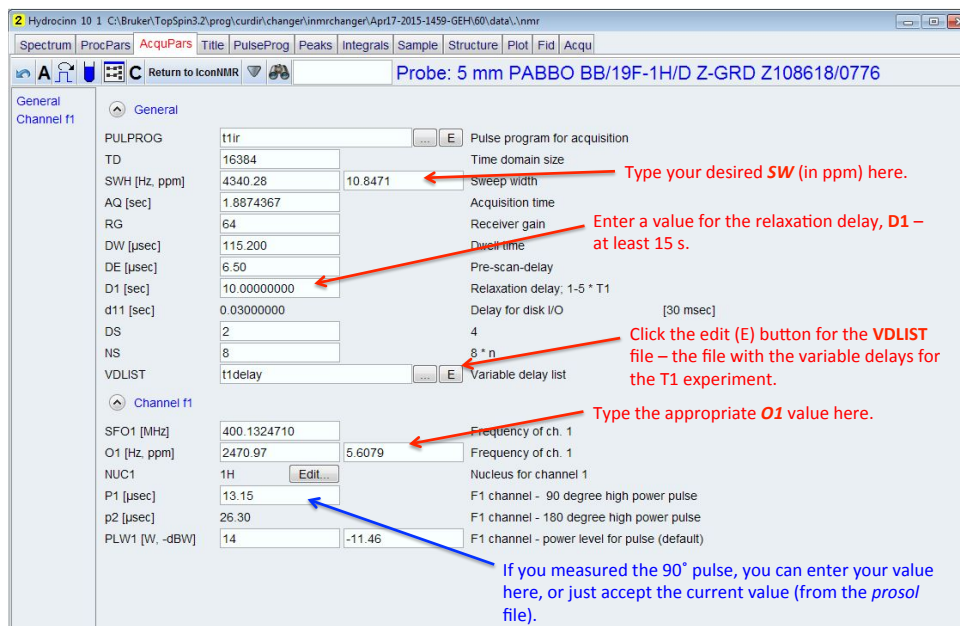 2 Hydrocinn 10 1 C:\Bruker\TopSpin3.2\prog\curdir\changer\inmrchanger\Apr17-2015-1459-GEH\60\data\.\nmr
Spectrum ProcPars AcquPars Title PulseProg Peaks Integrals Sample Structure Plot Fid Acqu
A C Return to IconNMR Probe: 5 mm PABBO BB/19F-1H/D Z-GRD Z108618/0776
General
Channel f1
General
PULPROG t1ir ... E Pulse program for acquisition
TD 16384 Time domain size
SWH [Hz, ppm] 4340.28 10.8471 Sweep width
Type your desired SW (in ppm) here.
AQ [sec] 1.8874367 Acquisition time
RG 64 Receiver gain
Enter a value for the relaxation delay, D1 –
at least 15 s.
DW [µsec] 115.200 Dwell time
DE [µsec] 6.50 Pre-scan-delay
D1 [sec] 10.00000000 Relaxation delay; 1-5 * T1
d11 [sec] 0.03000000 Delay for disk I/O [30 msec]
DS 2 4
NS 8 8 * n
VDLIST t1delay ... E Variable delay list
Click the edit (E) button for the VDLIST
file – the file with the variable delays for
the T1 experiment.
Channel f1
Type the appropriate O1 value here.
SFO1 [MHz] 400.1324710 Frequency of ch. 1
O1 [Hz, ppm] 2470.97 5.6079 Frequency of ch. 1
NUC1 1H Edit... Nucleus for channel 1
P1 [µsec] 13.15 F1 channel - 90 degree high power pulse
p2 [µsec] 26.30 F1 channel - 180 degree high power pulse
PLW1 [W, -dBW] 14 -11.46 F1 channel - power level for pulse (default)
If you measured the 90˚ pulse, you can enter your value
here, or just accept the current value (from the prosol
file).